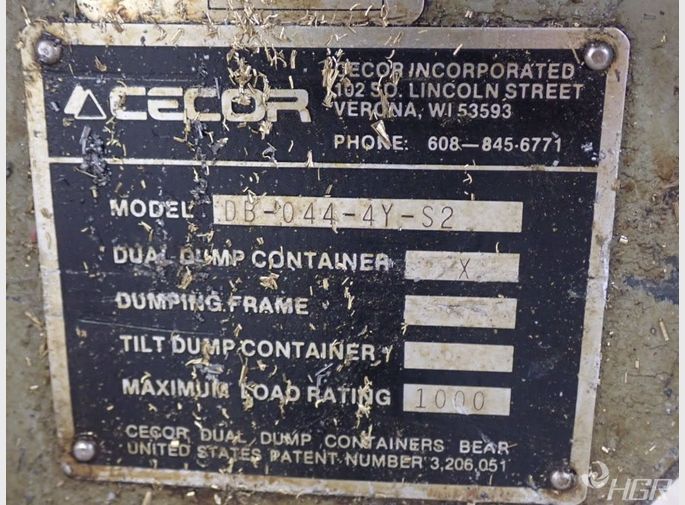 CECOR
CECOR INCORPORATED
102 SO. LINCOLN STREET
VERONA, WI 53593
PHONE: 608—845-6771
MODEL DB-044-4Y-S2
DUAL DUMP CONTAINER X
DUMPING FRAME
TILT DUMP CONTAINER
MAXIMUM LOAD RATING 1000
CECOR DUAL DUMP CONTAINERS BEAR
UNITED STATES PATENT NUMBER 3,206,051
HGR